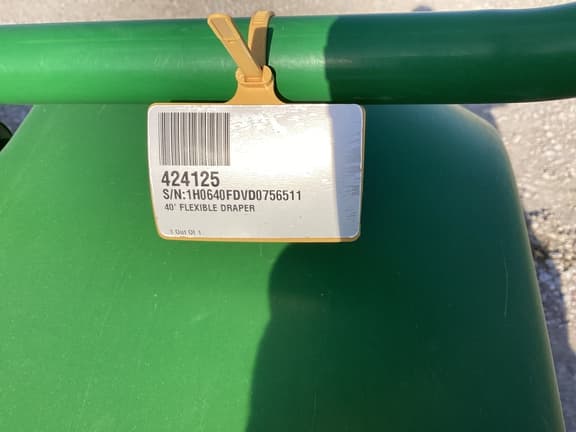 424125
S/N:1H0640FDVD0756511
40' FLEXIBLE DRAPER
1 Out Of 1